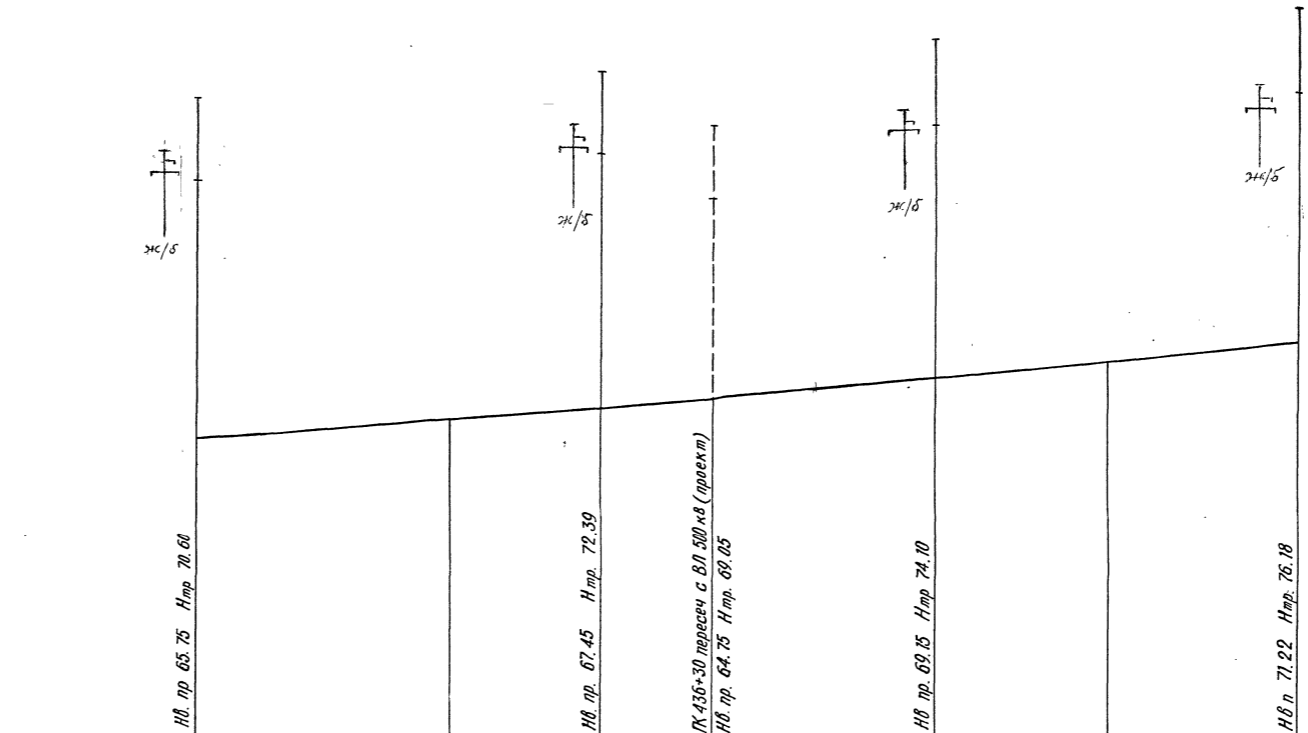 ж/б
ж/б
ж/б
ж/б
Нв. пр 65.75 Нтр 70.60
Нв. пр. 67.45 Нтр. 72.39
ПК 436+30 пересеч с ВЛ 500 кв (проект)
Нв. пр. 64.75 Нтр. 69.05
Нв пр. 69.15 Нтр 74.10
Нв п 71.22 Нтр. 76.18